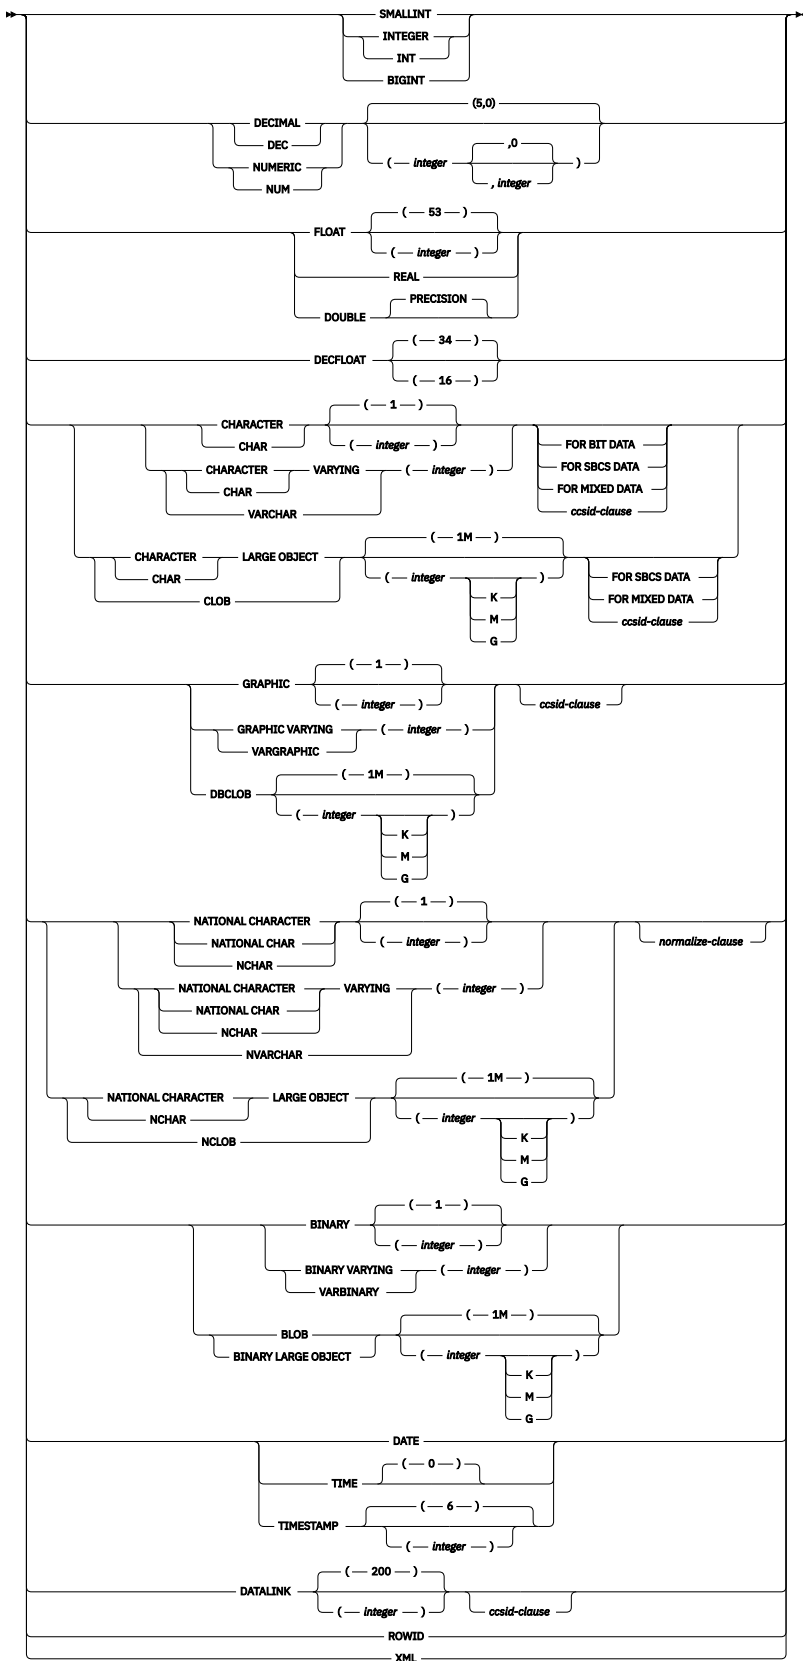 SMALLINT
INTEGER
INT
BIGINT
(5,0)
DECIMAL
DEC
,0
NUMERIC
( integer )
NUM
, integer
( 53 )
FLOAT
( integer )
REAL
PRECISION
DOUBLE
( 34 )
DECFLOAT
( 16 )
( 1 )
CHARACTER
CHAR
( integer )
FOR BIT DATA
CHARACTER VARYING ( integer )
FOR SBCS DATA
CHAR
FOR MIXED DATA
VARCHAR
ccsid-clause
( 1M )
CHARACTER LARGE OBJECT
CHAR
( integer )
FOR SBCS DATA
CLOB
K
FOR MIXED DATA
M
ccsid-clause
G
( 1 )
GRAPHIC
( integer )
ccsid-clause
GRAPHIC VARYING ( integer )
VARGRAPHIC
( 1M )
DBCLOB
( integer )
K
M
G
( 1 )
NATIONAL CHARACTER
NATIONAL CHAR
( integer )
normalize-clause
NCHAR
NATIONAL CHARACTER VARYING ( integer )
NATIONAL CHAR
NCHAR
NVARCHAR
( 1M )
NATIONAL CHARACTER LARGE OBJECT
NCHAR
( integer )
NCLOB
K
M
G
( 1 )
BINARY
( integer )
BINARY VARYING ( integer )
VARBINARY
( 1M )
BLOB
BINARY LARGE OBJECT
( integer )
K
M
G
DATE
( 0 )
TIME
( 6 )
TIMESTAMP
( integer )
( 200 )
DATALINK
( integer )
ccsid-clause
ROWID
XML